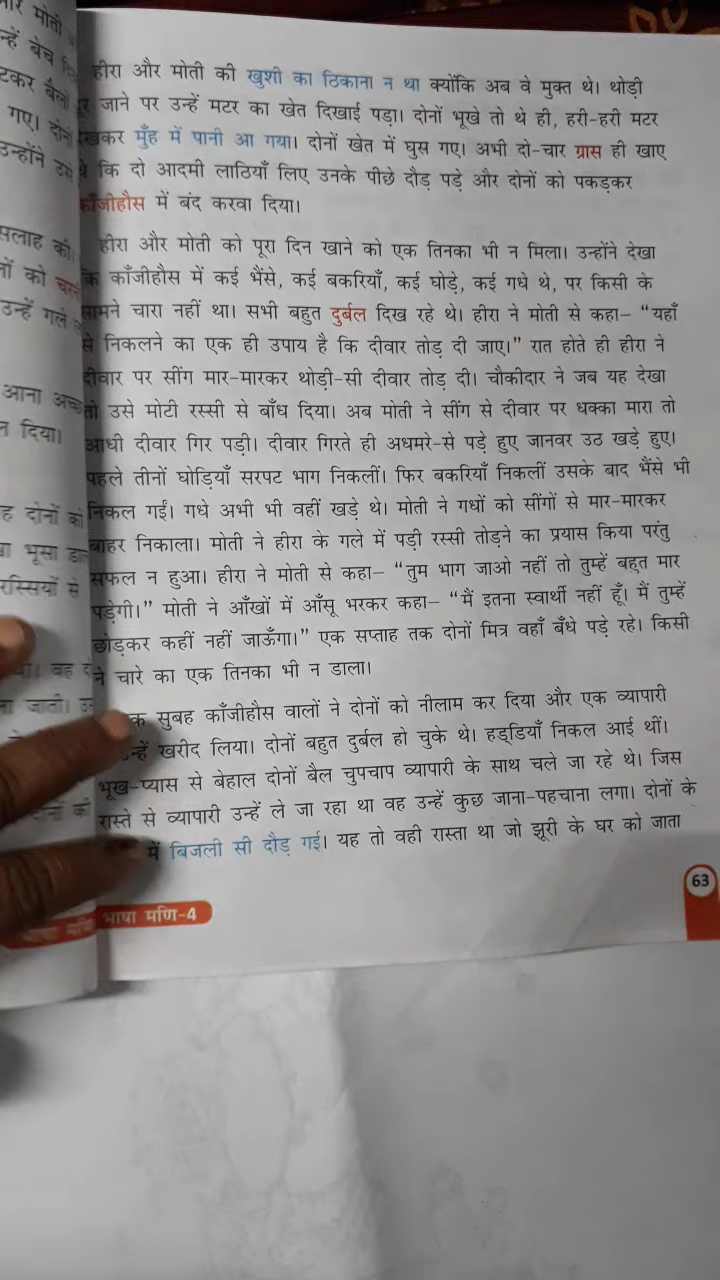 हीरा और मोती की खुशी का ठिकाना न था क्योंकि अब वे मुक्त थे। थोड़ी
जाने पर उन्हें मटर का खेत दिखाई पड़ा। दोनों भूखे तो थे ही, हरी-हरी मटर
मुँह में पानी आ गया। दोनों खेत में घुस गए। अभी दो-चार ग्रास ही खाए
कि दो आदमी लाठियाँ लिए उनके पीछे दौड़ पड़े और दोनों को पकड़कर
काँजीहौस में बंद करवा दिया।
हीरा और मोती को पूरा दिन खाने को एक तिनका भी न मिला। उन्होंने देखा
कि काँजीहौस में कई भैंसे, कई बकरियाँ, कई घोड़े, कई गधे थे, पर किसी के
सामने चारा नहीं था। सभी बहुत दुर्बल दिख रहे थे। हीरा ने मोती से कहा– “यहाँ
से निकलने का एक ही उपाय है कि दीवार तोड़ दी जाए।” रात होते ही हीरा ने
दीवार पर सींग मार-मारकर थोड़ी-सी दीवार तोड़ दी। चौकीदार ने जब यह देखा
तो उसे मोटी रस्सी से बाँध दिया। अब मोती ने सींग से दीवार पर धक्का मारा तो
आधी दीवार गिर पड़ी। दीवार गिरते ही अधमरे-से पड़े हुए जानवर उठ खड़े हुए।
पहले तीनों घोड़ियाँ सरपट भाग निकलीं। फिर बकरियाँ निकलीं उसके बाद भैंसे भी
निकल गईं। गधे अभी भी वहीं खड़े थे। मोती ने गधों को सींगों से मार-मारकर
बाहर निकाला। मोती ने हीरा के गले में पड़ी रस्सी तोड़ने का प्रयास किया परंतु
सफल न हुआ। हीरा ने मोती से कहा– “तुम भाग जाओ नहीं तो तुम्हें बहुत मार
पड़ेगी।” मोती ने आँखों में आँसू भरकर कहा– “मैं इतना स्वार्थी नहीं हूँ। मैं तुम्हें
छोड़कर कहीं नहीं जाऊँगा।” एक सप्ताह तक दोनों मित्र वहाँ बँधे पड़े रहे। किसी
ने चारे का एक तिनका भी न डाला।
सुबह काँजीहौस वालों ने दोनों को नीलाम कर दिया और एक व्यापारी
खरीद लिया। दोनों बहुत दुर्बल हो चुके थे। हड्डियाँ निकल आई थीं।
भूख-प्यास से बेहाल दोनों बैल चुपचाप व्यापारी के साथ चले जा रहे थे। जिस
रास्ते से व्यापारी उन्हें ले जा रहा था वह उन्हें कुछ जाना-पहचाना लगा। दोनों के
में बिजली सी दौड़ गई। यह तो वही रास्ता था जो झूरी के घर को जाता
63
भाषा मणि-4